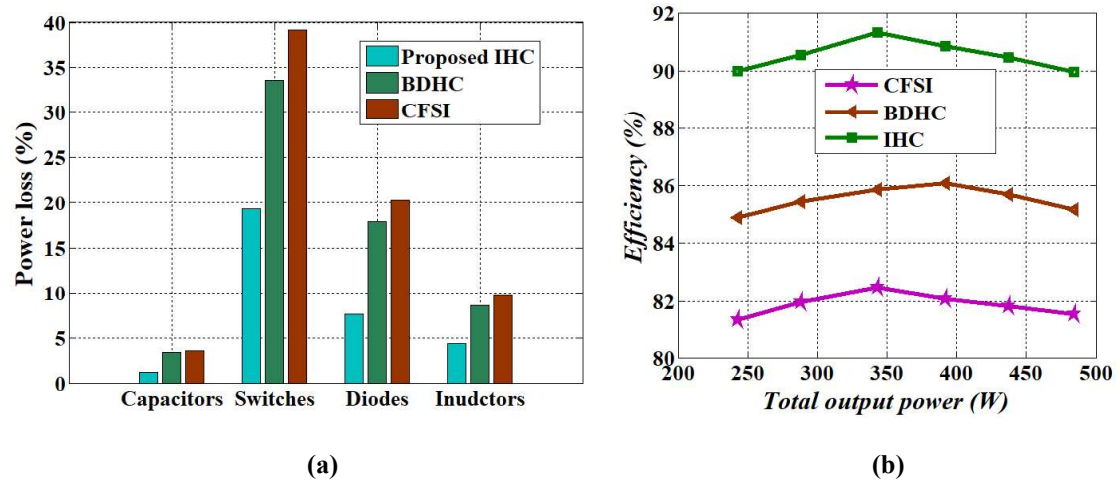 40
35
30
25
20
15
10
5
0
Power loss (%)
Proposed IHC
BDHC
CFSI
Capacitors Switches Diodes Inudctors
(a)
92
90
88
86
84
82
80
Efficiency (%)
CFSI
BDHC
IHC
200 250 300 350 400 450 500
Total output power (W)
(b)